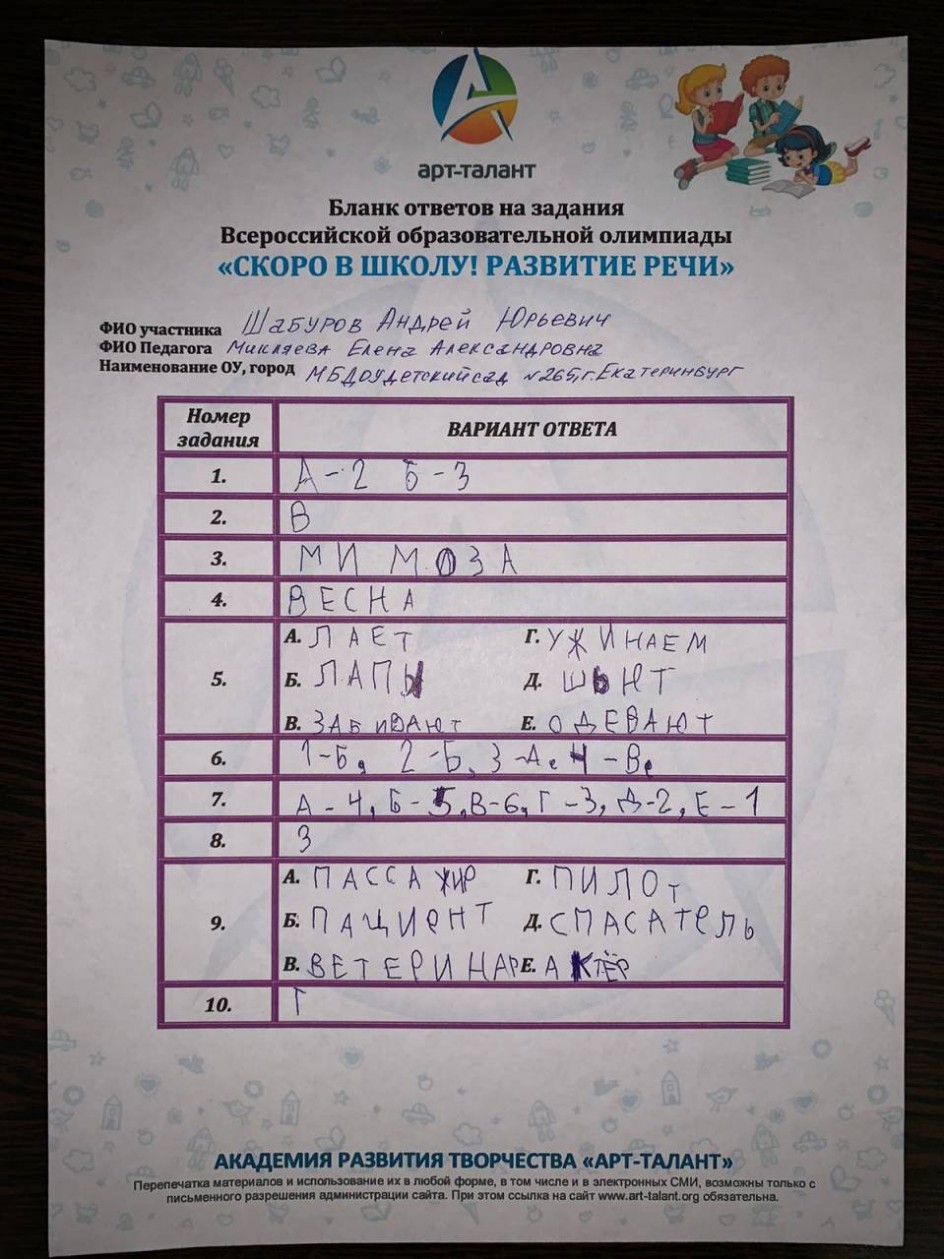 арт-талант
Бланк ответов на задания
Всероссийской образовательной олимпиады
«СКОРО В ШКОЛУ! РАЗВИТИЕ РЕЧИ»
ФИО участника Шабуров Андрей Юрьевич
ФИО Педагога Микляева Елена Александровна
Наименование ОУ, город МБДОУ детский сад №265, г. Екатеринбург
Номер задания ВАРИАНТ ОТВЕТА
1. А-2 Б-3
2. В
3. МИМОЗА
4. ВЕСНА
5. А. ЛАЕТ Г. УЖИНАЕМ
Б. ЛАПЫ Д. ШЫНТ
В. ЗАБИВАЮТ Е. ОДЕВАЮТ
6. 1-Б, 2-Б, 3-А, 4-В,
7. А-4, Б-5, В-6, Г-3, Д-2, Е-1
8. 3
9. А. ПАССАЖИР Г. ПИЛОТ
Б. ПАЦИЕНТ Д. СПАСАТЕЛЬ
В. ВЕТЕРИНАР Е. АКТЁР
10. Г
АКАДЕМИЯ РАЗВИТИЯ ТВОРЧЕСТВА «АРТ-ТАЛАНТ»
Перепечатка материалов и использование их в любой форме, в том числе и в электронных СМИ, возможны только с
письменного разрешения администрации сайта. При этом ссылка на сайт www.art-talant.org обязательна.